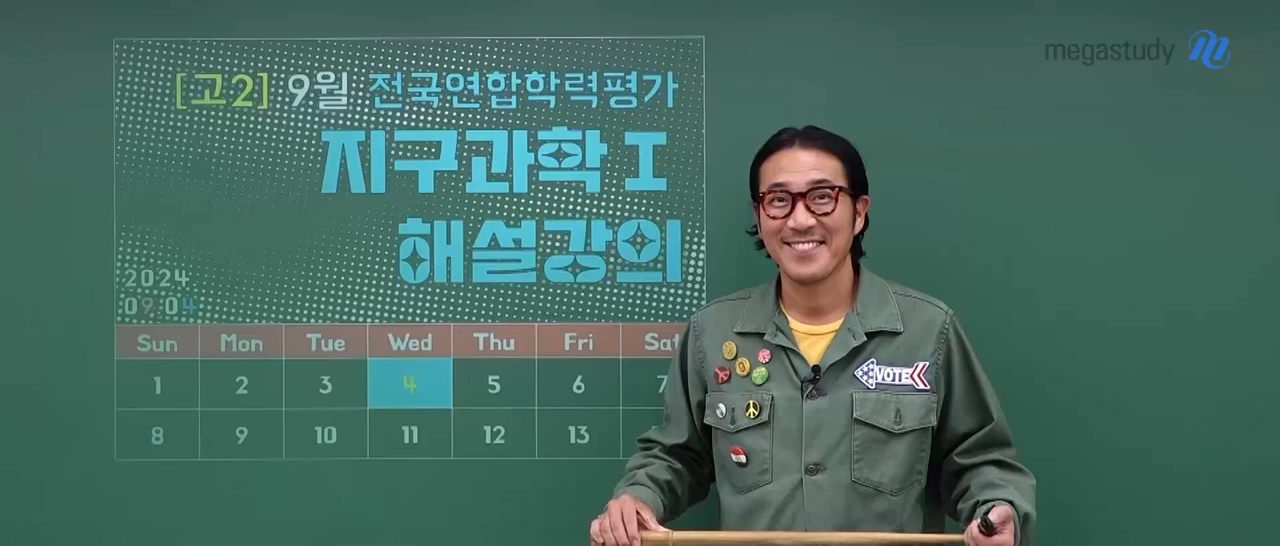 megastudy
[고2] 9월 전국연합학력평가
지구과학 I
해설강의
2024
09.04
Sun Mon Tue Wed Thu Fri Sat
1 2 3 4 5 6 7
8 9 10 11 12 13
VOTE